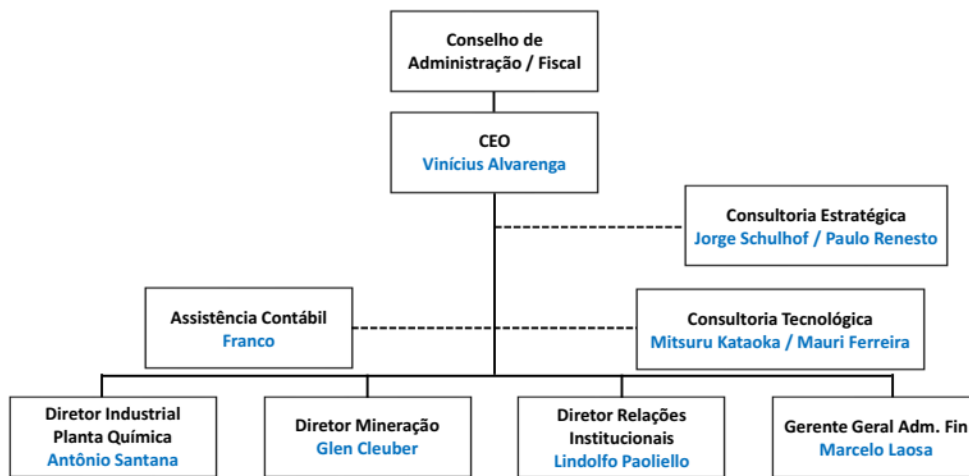 Conselho de
Administração / Fiscal
CEO
Vinícius Alvarenga
Consultoria Estratégica
Jorge Schulhof / Paulo Renesto
Assistência Contábil
Franco
Consultoria Tecnológica
Mitsuru Kataoka / Mauri Ferreira
Diretor Industrial
Planta Química
Antônio Santana
Diretor Mineração
Glen Cleuber
Diretor Relações
Institucionais
Lindolfo Paoliello
Gerente Geral Adm. Fin
Marcelo Laosa